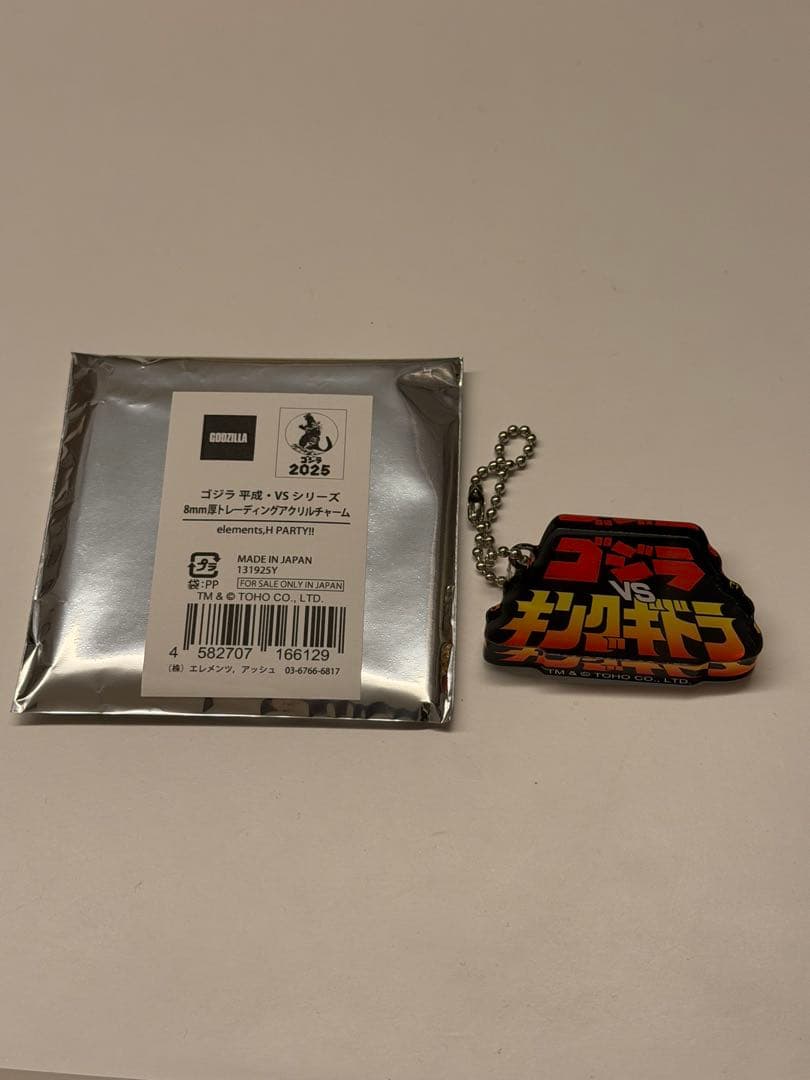 GODZILLA
ゴジラ
2025
ゴジラ 平成・VS シリーズ
8mm厚トレーディングアクリルチャーム
elements,H PARTY!!
プラ
袋:PP
MADE IN JAPAN
131925Y
FOR SALE ONLY IN JAPAN
TM & © TOHO CO., LTD.
4 582707 166129
(株) エレメンツ, アッシュ 03-6766-6817
ゴジラ
VS
キングギドラ
TM & © TOHO CO., LTD.